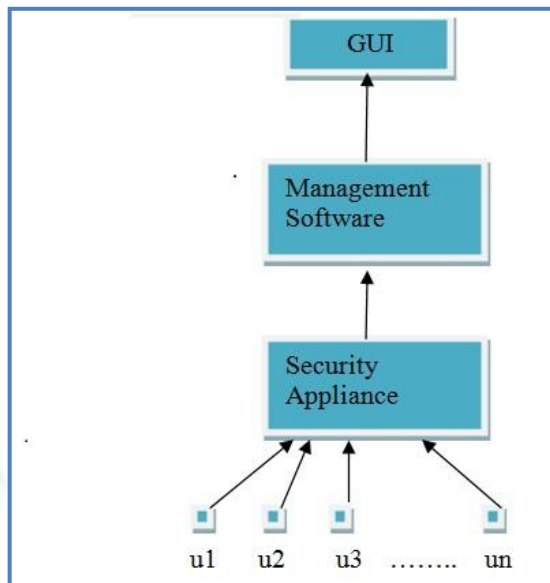 GUI
Management
Software
Security
Appliance
u1 u2 u3 …….. un